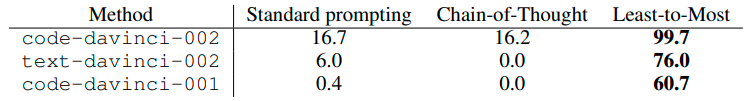 Method Standard prompting Chain-of-Thought Least-to-Most
code-davinci-002 16.7 16.2 99.7
text-davinci-002 6.0 0.0 76.0
code-davinci-001 0.4 0.0 60.7